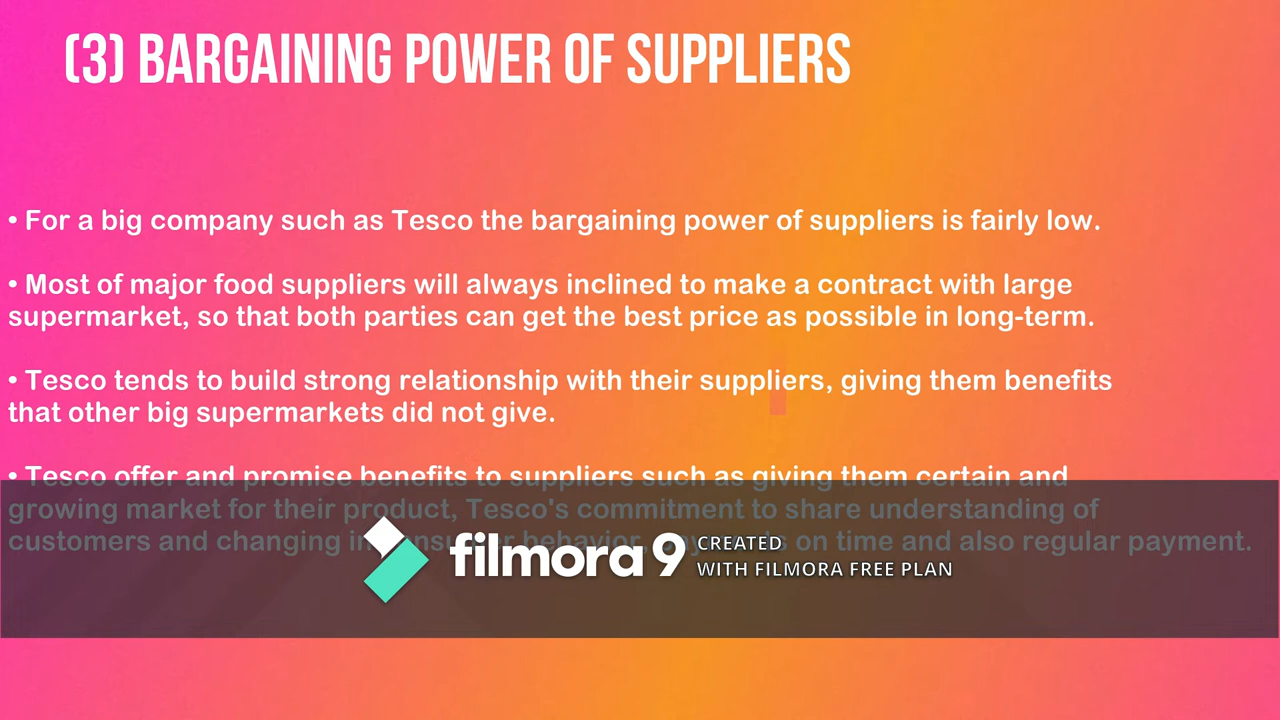 (3) BARGAINING POWER OF SUPPLIERS
• For a big company such as Tesco the bargaining power of suppliers is fairly low.
• Most of major food suppliers will always inclined to make a contract with large
supermarket, so that both parties can get the best price as possible in long-term.
• Tesco tends to build strong relationship with their suppliers, giving them benefits
that other big supermarkets did not give.
• Tesco offer and promise benefits to suppliers such as giving them certain and
growing market for their product, Tesco's commitment to share understanding of
customers and changing in behavior, on time and also regular payment.
filmora 9 CREATED
WITH FILMORA FREE PLAN